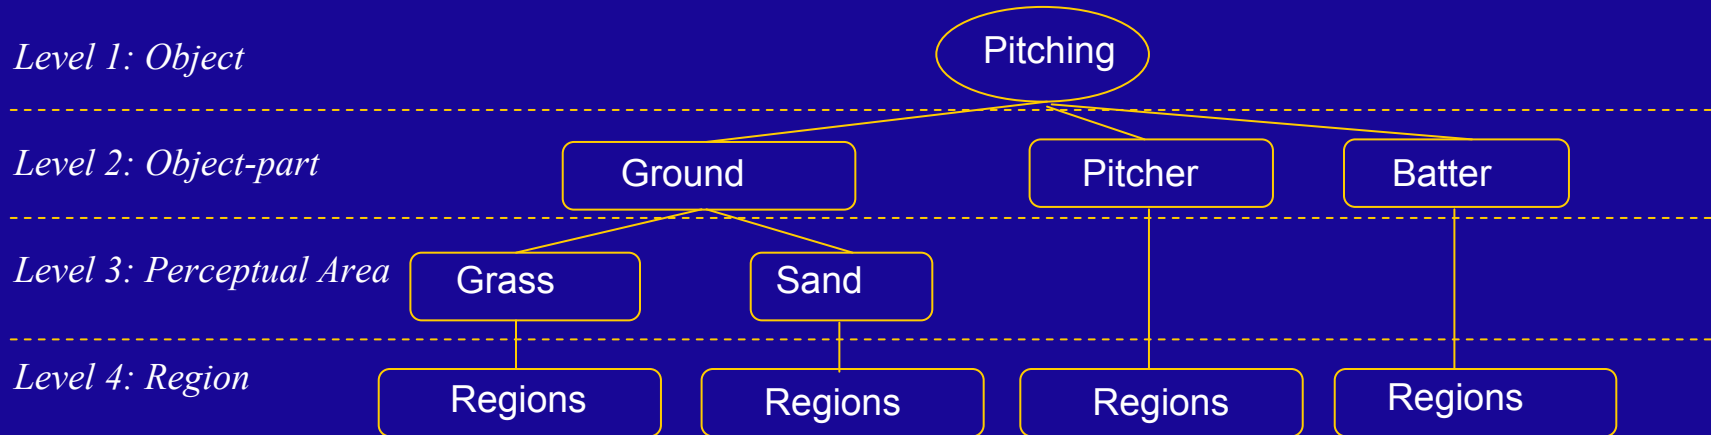 Level 1: Object
Pitching
Level 2: Object-part
Ground
Pitcher
Batter
Level 3: Perceptual Area
Grass
Sand
Level 4: Region
Regions
Regions
Regions
Regions